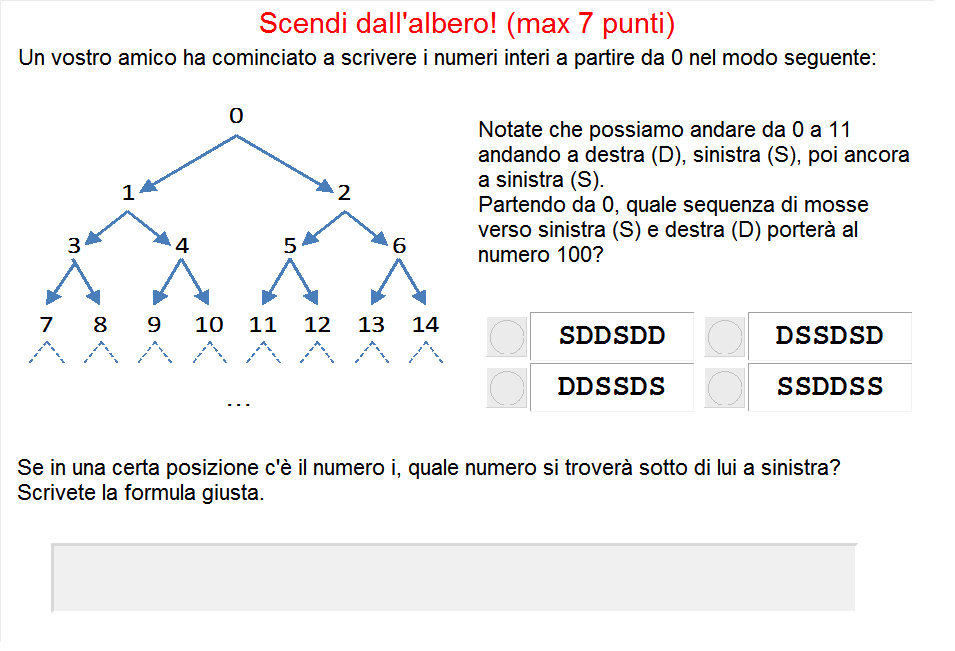 Scendi dall'albero! (max 7 punti)
Un vostro amico ha cominciato a scrivere i numeri interi a partire da 0 nel modo seguente:
0
1 2
3 4 5 6
7 8 9 10 11 12 13 14
...
Notate che possiamo andare da 0 a 11
andando a destra (D), sinistra (S), poi ancora
a sinistra (S).
Partendo da 0, quale sequenza di mosse
verso sinistra (S) e destra (D) porterà al
numero 100?
SDDSDD DSSDSD
DDSSDS SSDDSS
Se in una certa posizione c'è il numero i, quale numero si troverà sotto di lui a sinistra?
Scrivete la formula giusta.